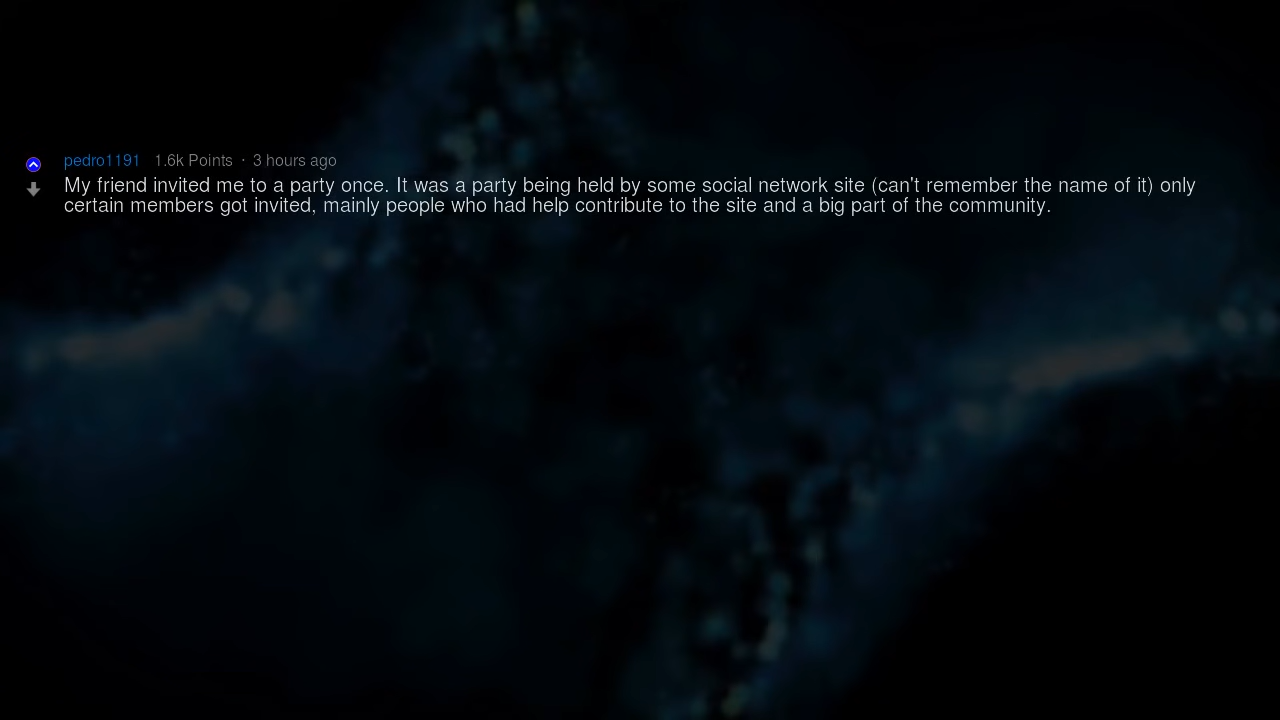 pedro1191 1.6k Points · 3 hours ago
My friend invited me to a party once. It was a party being held by some social network site (can't remember the name of it) only
certain members got invited, mainly people who had help contribute to the site and a big part of the community.